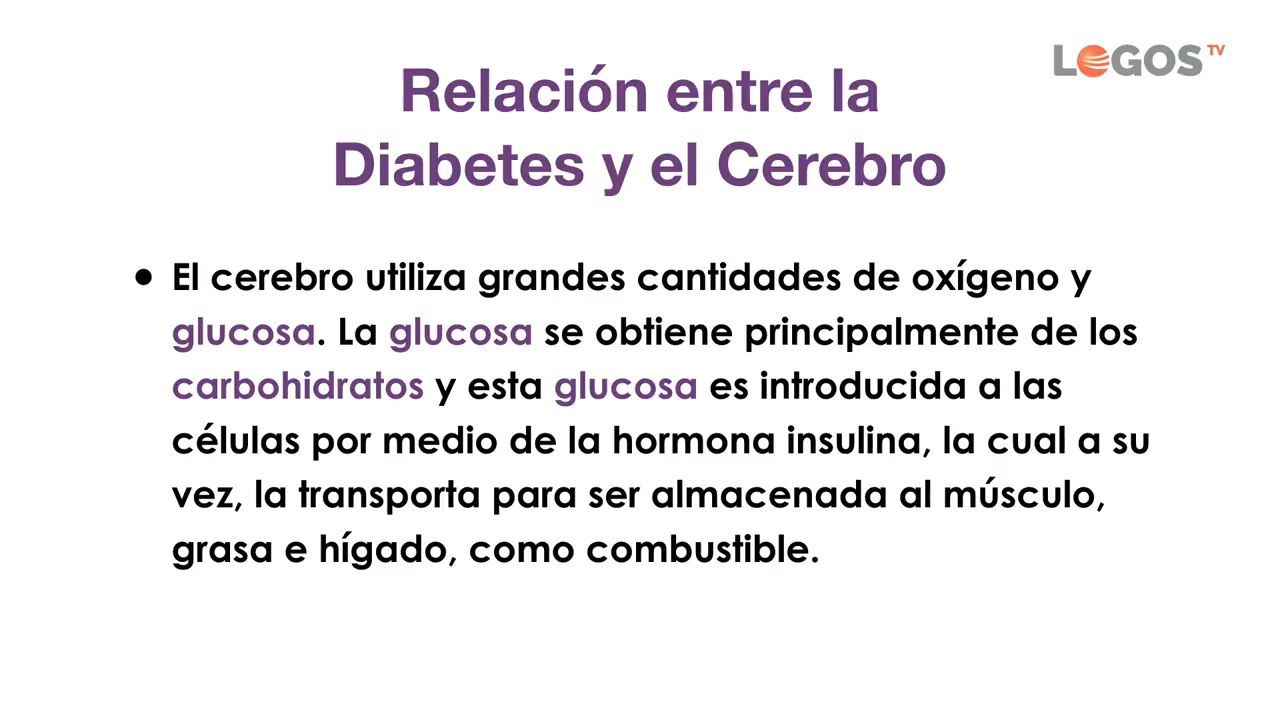 LOGOS TV
Relación entre la
Diabetes y el Cerebro
• El cerebro utiliza grandes cantidades de oxígeno y
glucosa. La glucosa se obtiene principalmente de los
carbohidratos y esta glucosa es introducida a las
células por medio de la hormona insulina, la cual a su
vez, la transporta para ser almacenada al músculo,
grasa e hígado, como combustible.